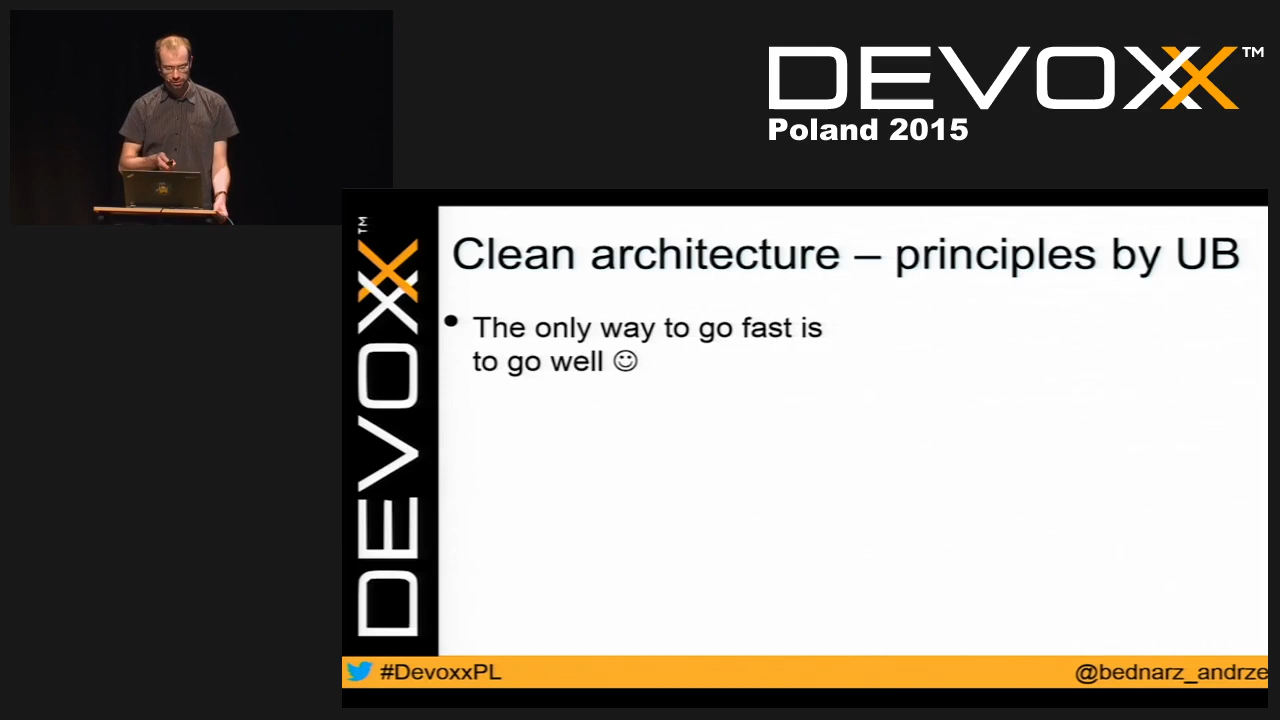 DEVOXX™
Poland 2015
DEVOXX™
Clean architecture – principles by UB
• The only way to go fast is
to go well ☺
#DevoxxPL
@bednarz_andrze